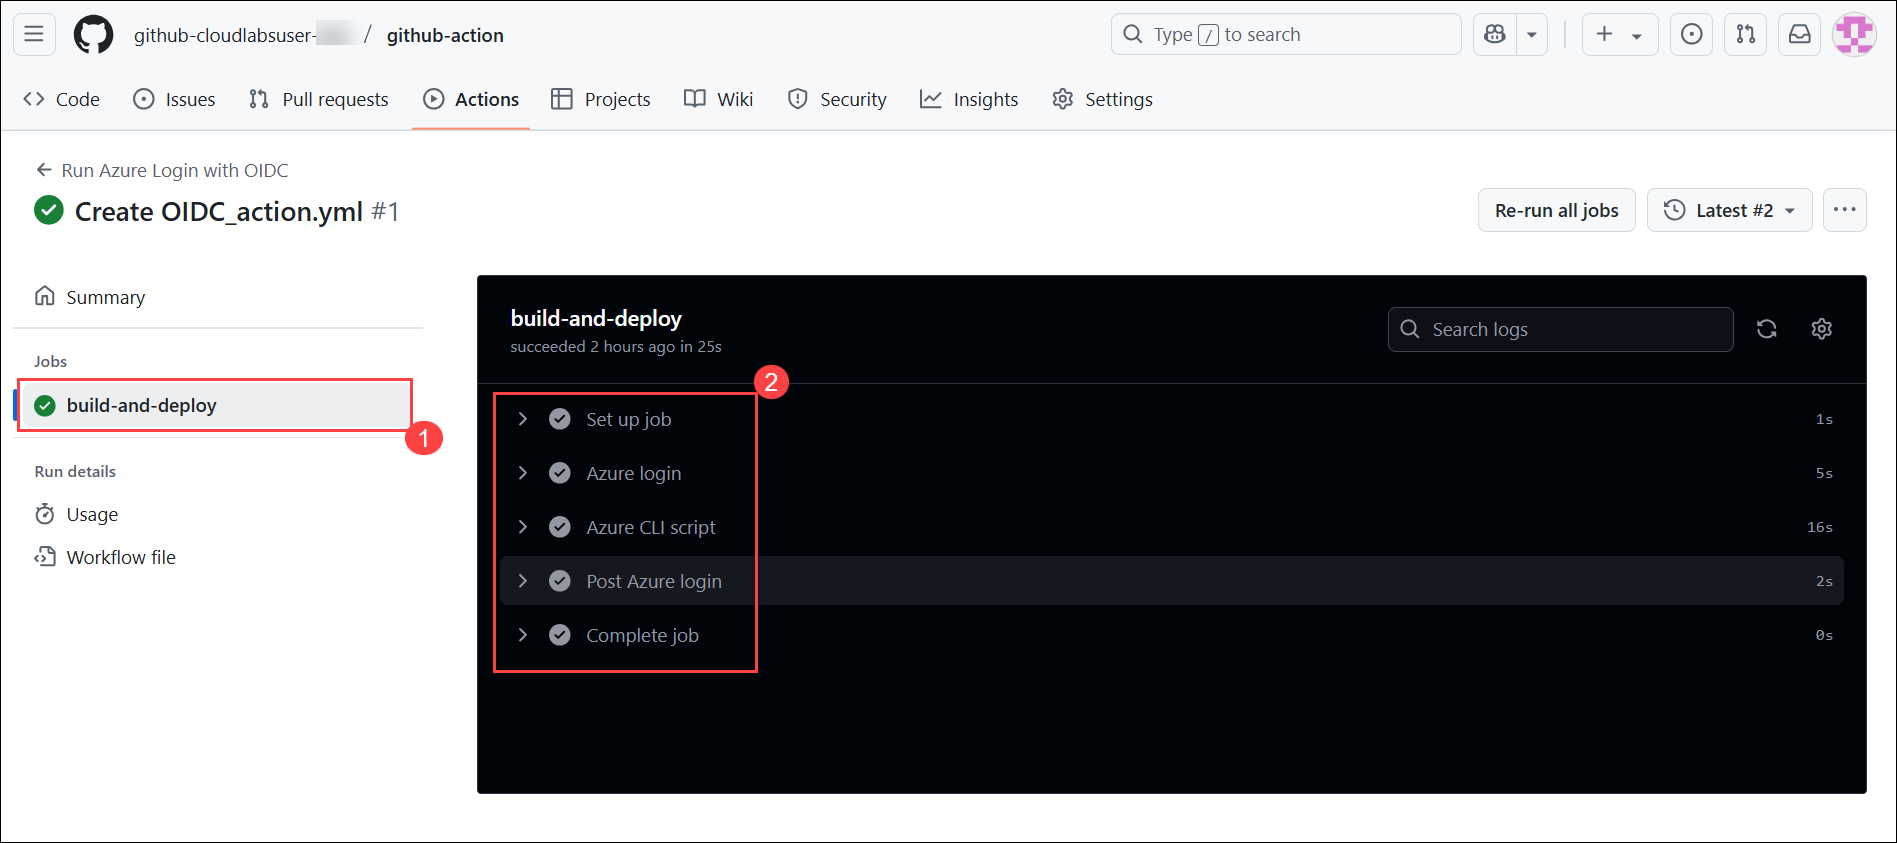 github-cloudlabsuser- / github-action
Type / to search
Code Issues Pull requests Actions Projects Wiki Security Insights Settings
Run Azure Login with OIDC
Create OIDC_action.yml #1
Re-run all jobs
Latest #2
Summary
Jobs
build-and-deploy
1
Run details
Usage
Workflow file
build-and-deploy
succeeded 2 hours ago in 25s
Search logs
2
Set up job 1s
Azure login 5s
Azure CLI script 16s
Post Azure login 2s
Complete job 0s